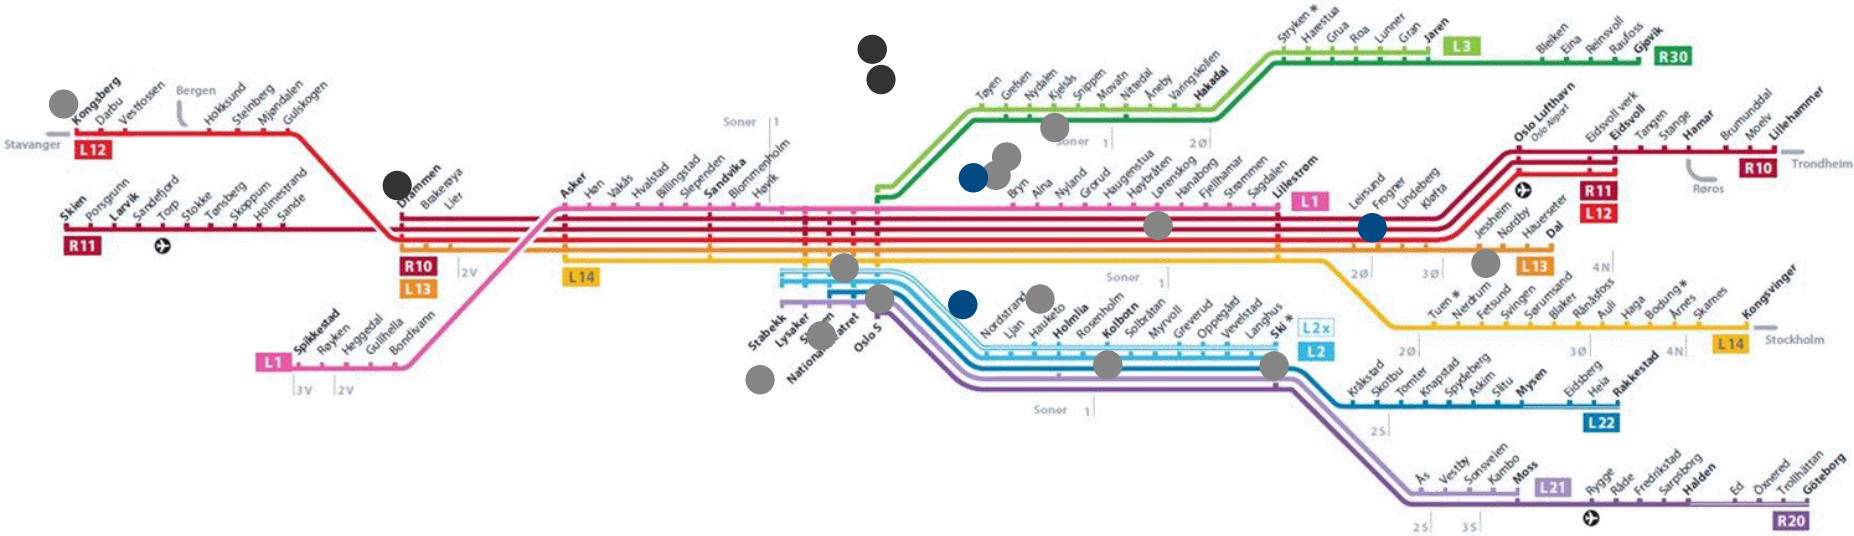 Stryken *
Harestua
Grua
Roa
Lunner
Gran
Jaren
L3
Bleiken
Eina
Reinsvoll
Raufoss
Gjøvik
R30
Tøyen
Grefsen
Nydalen
Kjelsås
Snippen
Movatn
Nittedal
Åneby
Varingskollen
Hakadal
Soner 1
2Ø
Stavanger
Kongsberg
Darbu
Vestfossen
Bergen
Hokksund
Steinberg
Mjøndalen
Gulskogen
L12
Skien
Porsgrunn
Larvik
Sandefjord
Torp
Stokke
Tønsberg
Skoppum
Holmestrand
Sande
R11
Drammen
Brakerøya
Lier
R10
L13
2V
Asker
Høn
Vakås
Hvalstad
Billingstad
Slependen
Sandvika
Blommenholm
Høvik
Soner 1
L14
Bryn
Alna
Nyland
Grorud
Haugenstua
Høybråten
Lørenskog
Hanaborg
Fjellhamar
Strømmen
Sagdalen
Lillestrøm
L1
Leirsund
Frogner
Lindeberg
Kløfta
Oslo Lufthavn
Oslo Airport
Eidsvoll verk
Eidsvoll
Tangen
Stange
Hamar
Brumunddal
Moelv
Lillehammer
R10
Trondheim
Røros
R11
L12
Jessheim
Nordby
Hauerseter
Dal
L13
2Ø
3Ø
4N
Soner 1
L1
Spikkestad
Røyken
Heggedal
Gullhella
Bondivann
3V
2V
Stabekk
Lysaker
Oslo S
Nordstrand
Ljan
Hauketo
Holmlia
Rosenholm
Kolbotn
Solbråtan
Myrvoll
Greverud
Oppegård
Vevelstad
Langhus
Ski *
L2x
L2
Soner 1
Tuen *
Nerdrum
Fetsund
Svingen
Sørumsand
Blaker
Rånåsfoss
Auli
Haga
Bodung *
Årnes
Skarnes
Kongsvinger
L14
Stockholm
2Ø
3Ø
4N
Kråkstad
Skotbu
Tomter
Knapstad
Spydeberg
Askim
Slitu
Mysen
Eidsberg
Heia
Rakkestad
L22
2S
Ås
Vestby
Sonsveien
Kambo
Moss
L21
Rygge
Råde
Fredrikstad
Sarpsborg
Halden
Ed
Öxnered
Trollhättan
Göteborg
R20
2S
3S